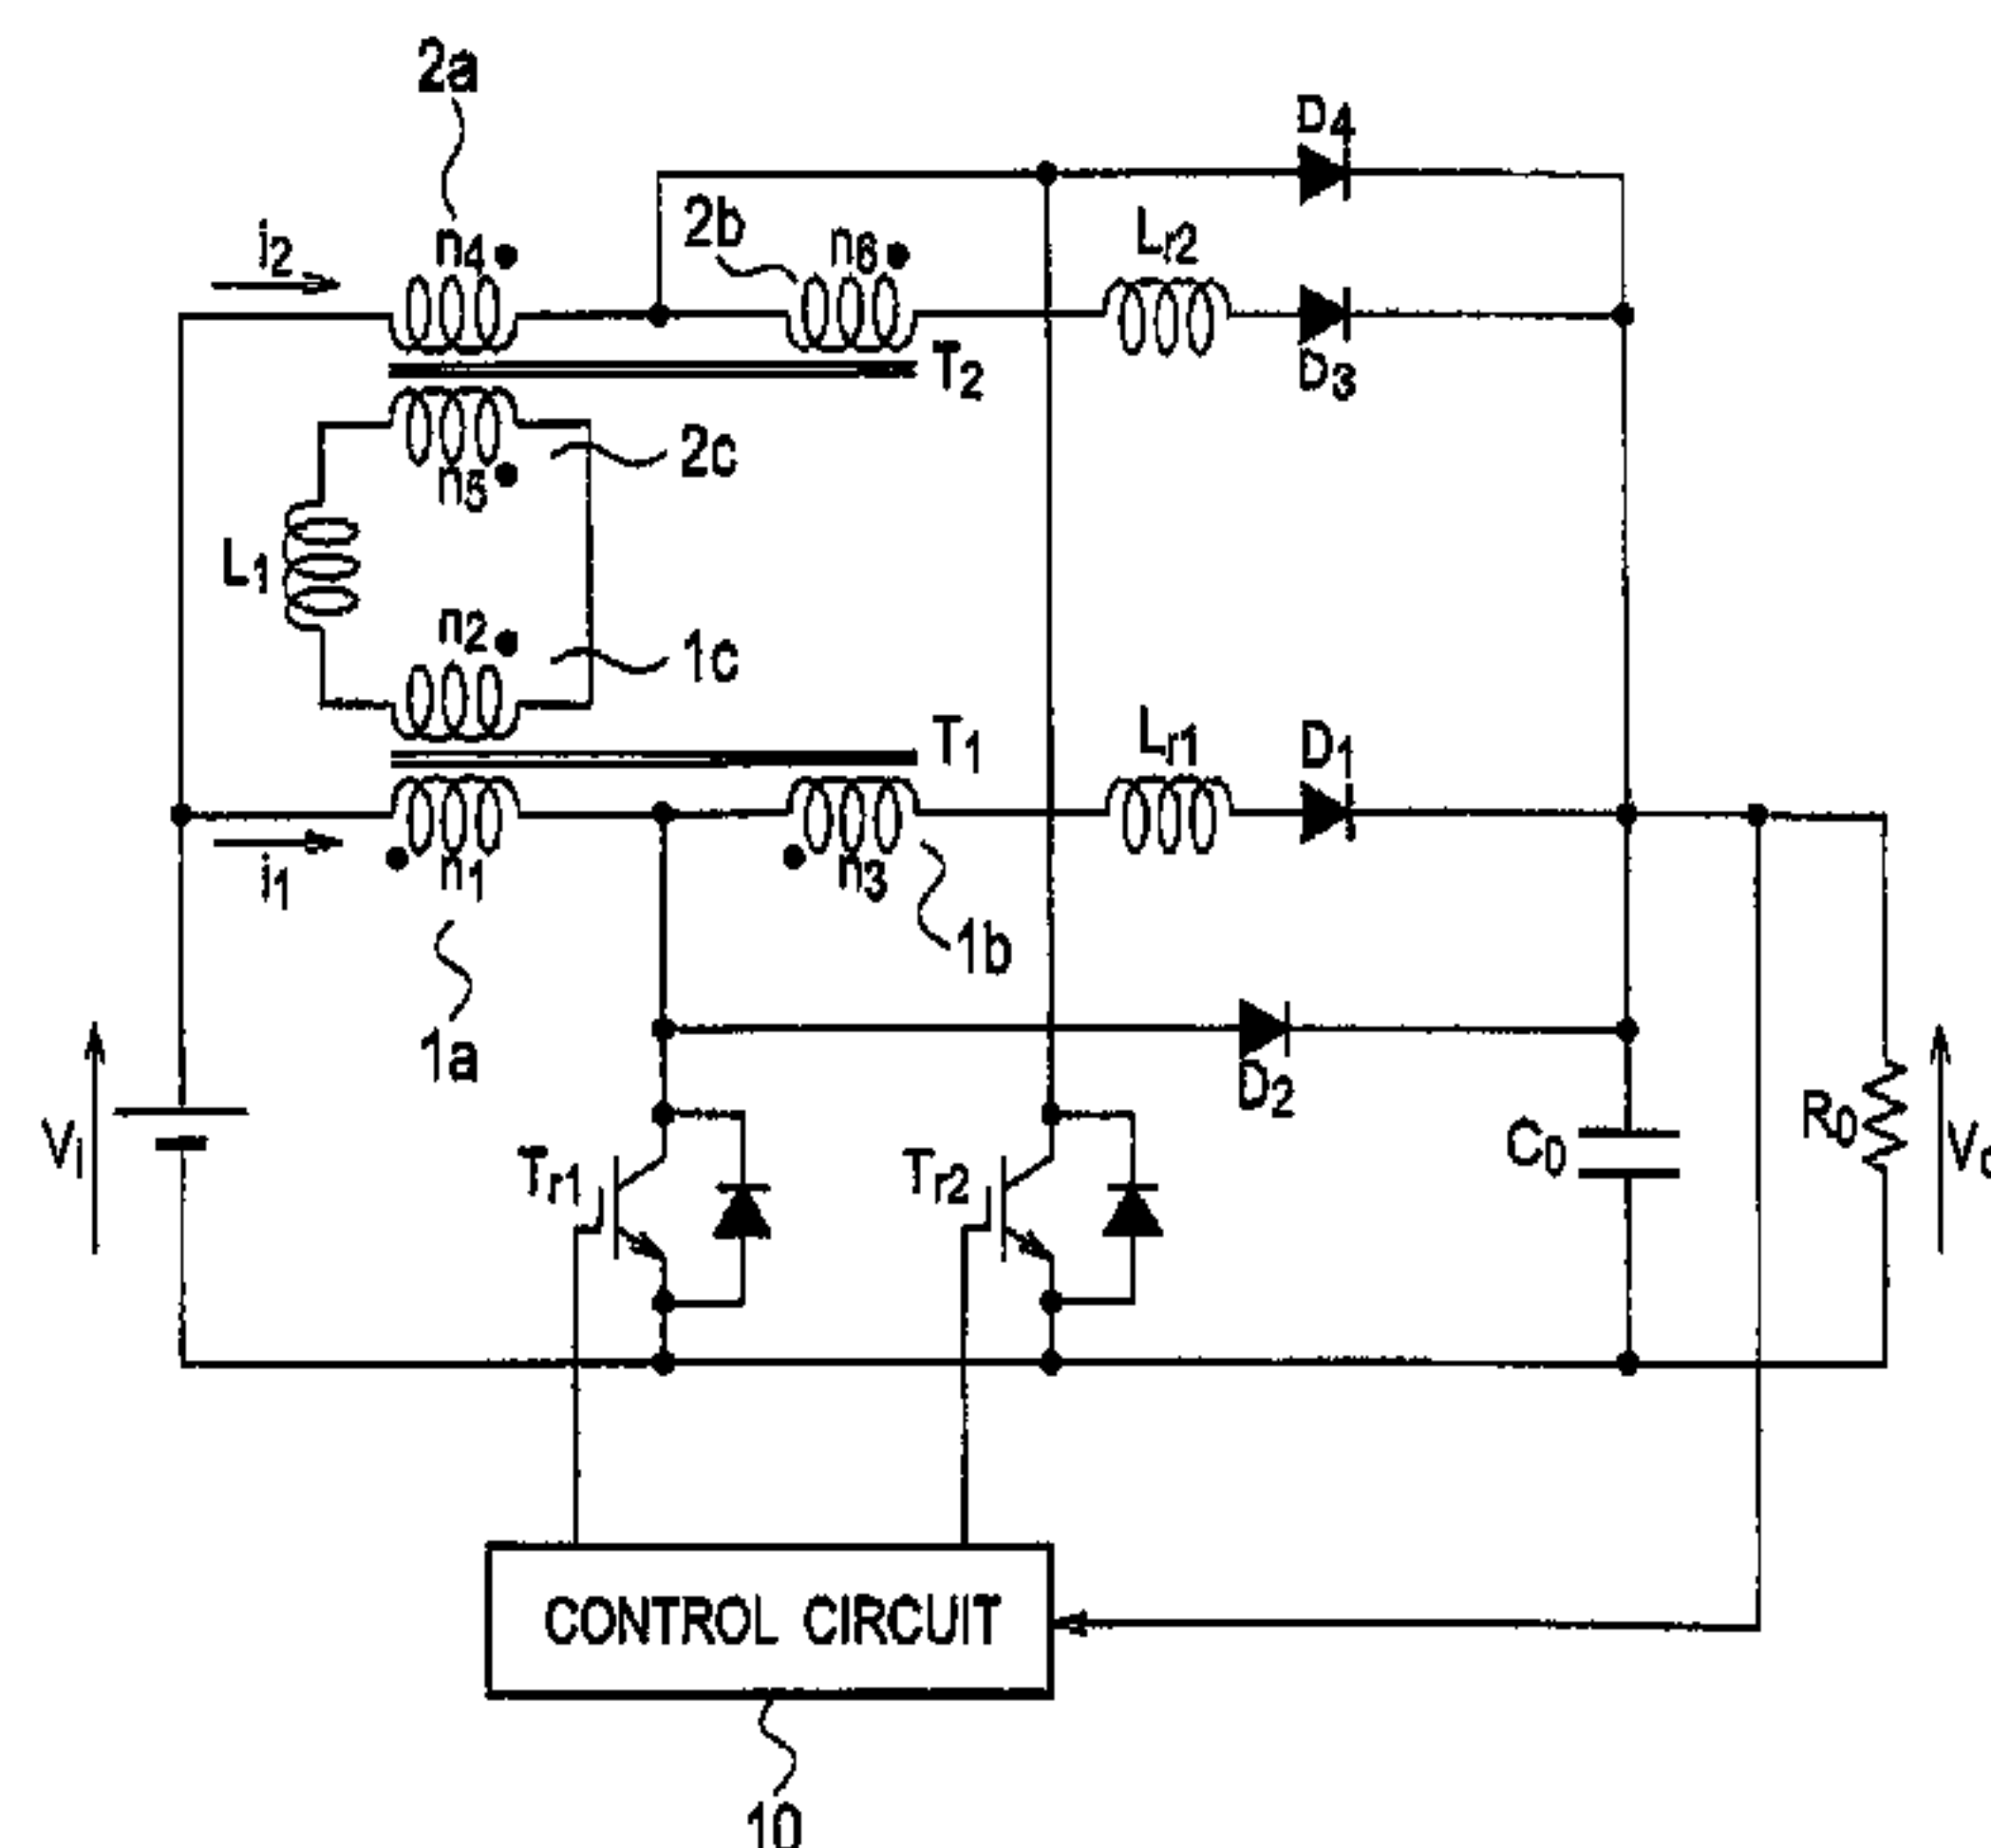 2a
D4
i2
n4
2b
n6
Lr2
T2
D3
n5
2c
L1
n2
1c
T1
Lr1
D1
i1
n1
n3
1b
1a
D2
Vi
Tr1
Tr2
C0
R0
CONTROL CIRCUIT
10